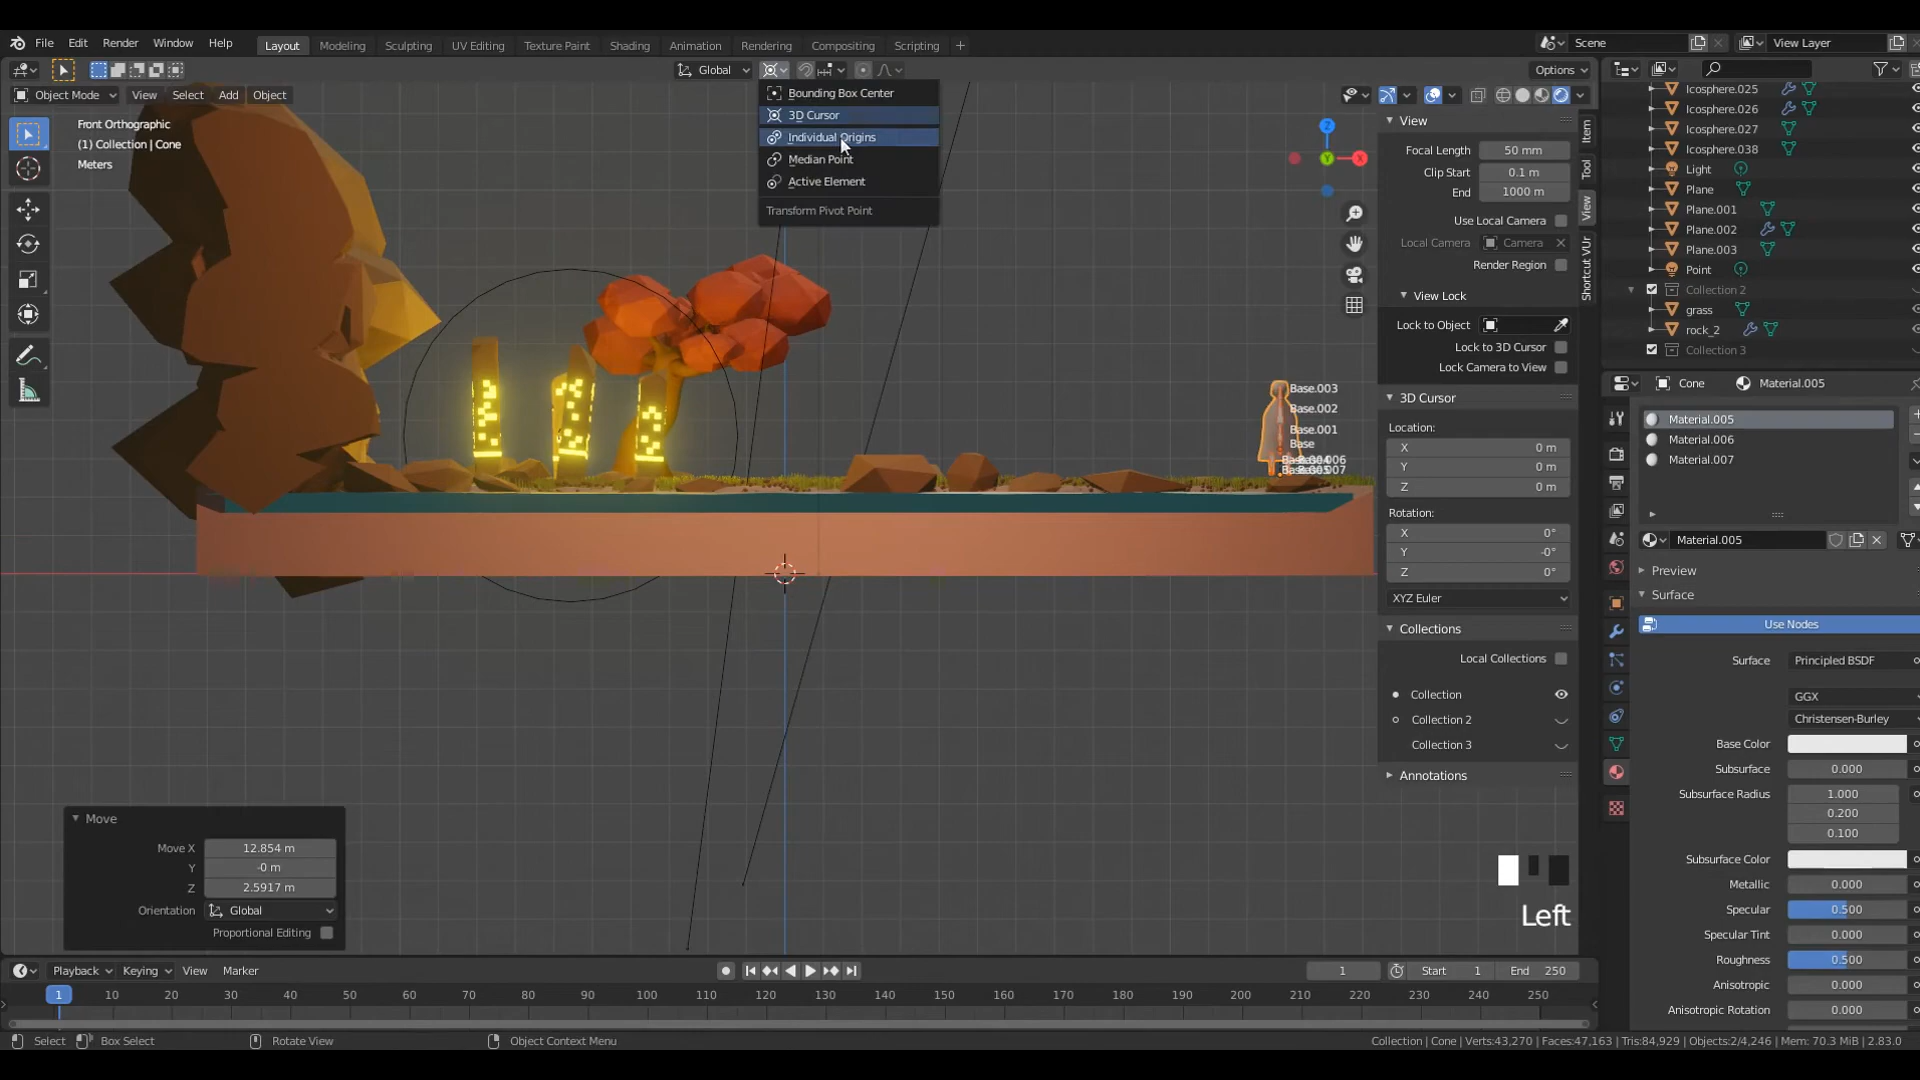 File Edit Render Window Help Layout Modeling Sculpting UV Editing Texture Paint Shading Animation Rendering Compositing Scripting + Scene View Layer
Global Options
Object Mode View Select Add Object
Front Orthographic
(1) Collection | Cone
Meters
Bounding Box Center
3D Cursor
Individual Origins
Median Point
Active Element
Transform Pivot Point
Z
Y
X
Base.003
Base.002
Base.001
Base
View
Focal Length 50 mm
Clip Start 0.1 m
End 1000 m
Use Local Camera
Local Camera Camera
Render Region
View Lock
Lock to Object
Lock to 3D Cursor
Lock Camera to View
3D Cursor
Location:
X 0 m
Y 0 m
Z 0 m
Rotation:
X 0°
Y -0°
Z 0°
XYZ Euler
Collections
Local Collections
Collection
Collection 2
Collection 3
Annotations
Item
Tool
View
Shortcut VUr
Icosphere.025
Icosphere.026
Icosphere.027
Icosphere.038
Light
Plane
Plane.001
Plane.002
Plane.003
Point
Collection 2
grass
rock_2
Collection 3
Cone Material.005
Material.005
Material.006
Material.007
Material.005
Preview
Surface
Use Nodes
Surface Principled BSDF
GGX
Christensen-Burley
Base Color
Subsurface 0.000
Subsurface Radius 1.000
0.200
0.100
Subsurface Color
Metallic 0.000
Specular 0.500
Specular Tint 0.000
Roughness 0.500
Anisotropic 0.000
Anisotropic Rotation 0.000
Move
Move X 12.854 m
Y -0 m
Z 2.5917 m
Orientation Global
Proportional Editing
Left
Playback Keying View Marker 1 Start 1 End 250
1 10 20 30 40 50 60 70 80 90 100 110 120 130 140 150 160 170 180 190 200 210 220 230 240 250
Select Box Select Rotate View Object Context Menu Collection | Cone | Verts:43,270 | Faces:47,163 | Tris:84,929 | Objects:2/4,246 | Mem: 70.3 MiB | 2.83.0